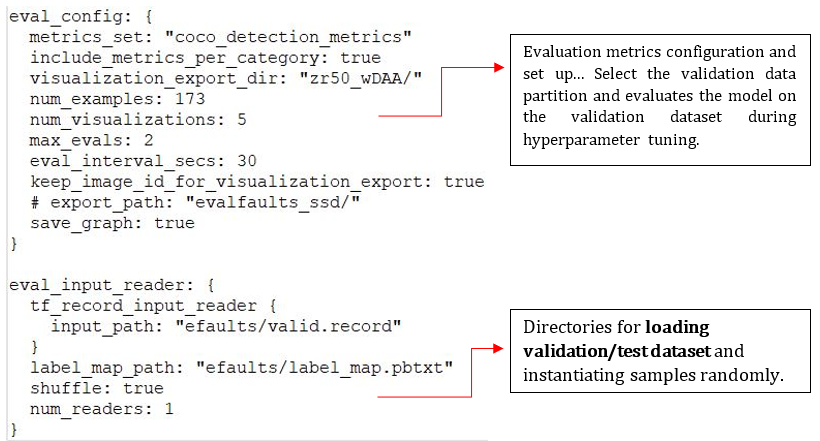 eval_config: {
metrics_set: "coco_detection_metrics"
include_metrics_per_category: true
visualization_export_dir: "zr50_wDAA/"
num_examples: 173
num_visualizations: 5
max_evals: 2
eval_interval_secs: 30
keep_image_id_for_visualization_export: true
# export_path: "evalfaults_ssd/"
save_graph: true
}
Evaluation metrics configuration and
set up... Select the validation data
partition and evaluates the model on
the validation dataset during
hyperparameter tuning.
eval_input_reader: {
tf_record_input_reader {
input_path: "efaults/valid.record"
}
label_map_path: "efaults/label_map.pbtxt"
shuffle: true
num_readers: 1
}
Directories for loading
validation/test dataset and
instantiating samples randomly.